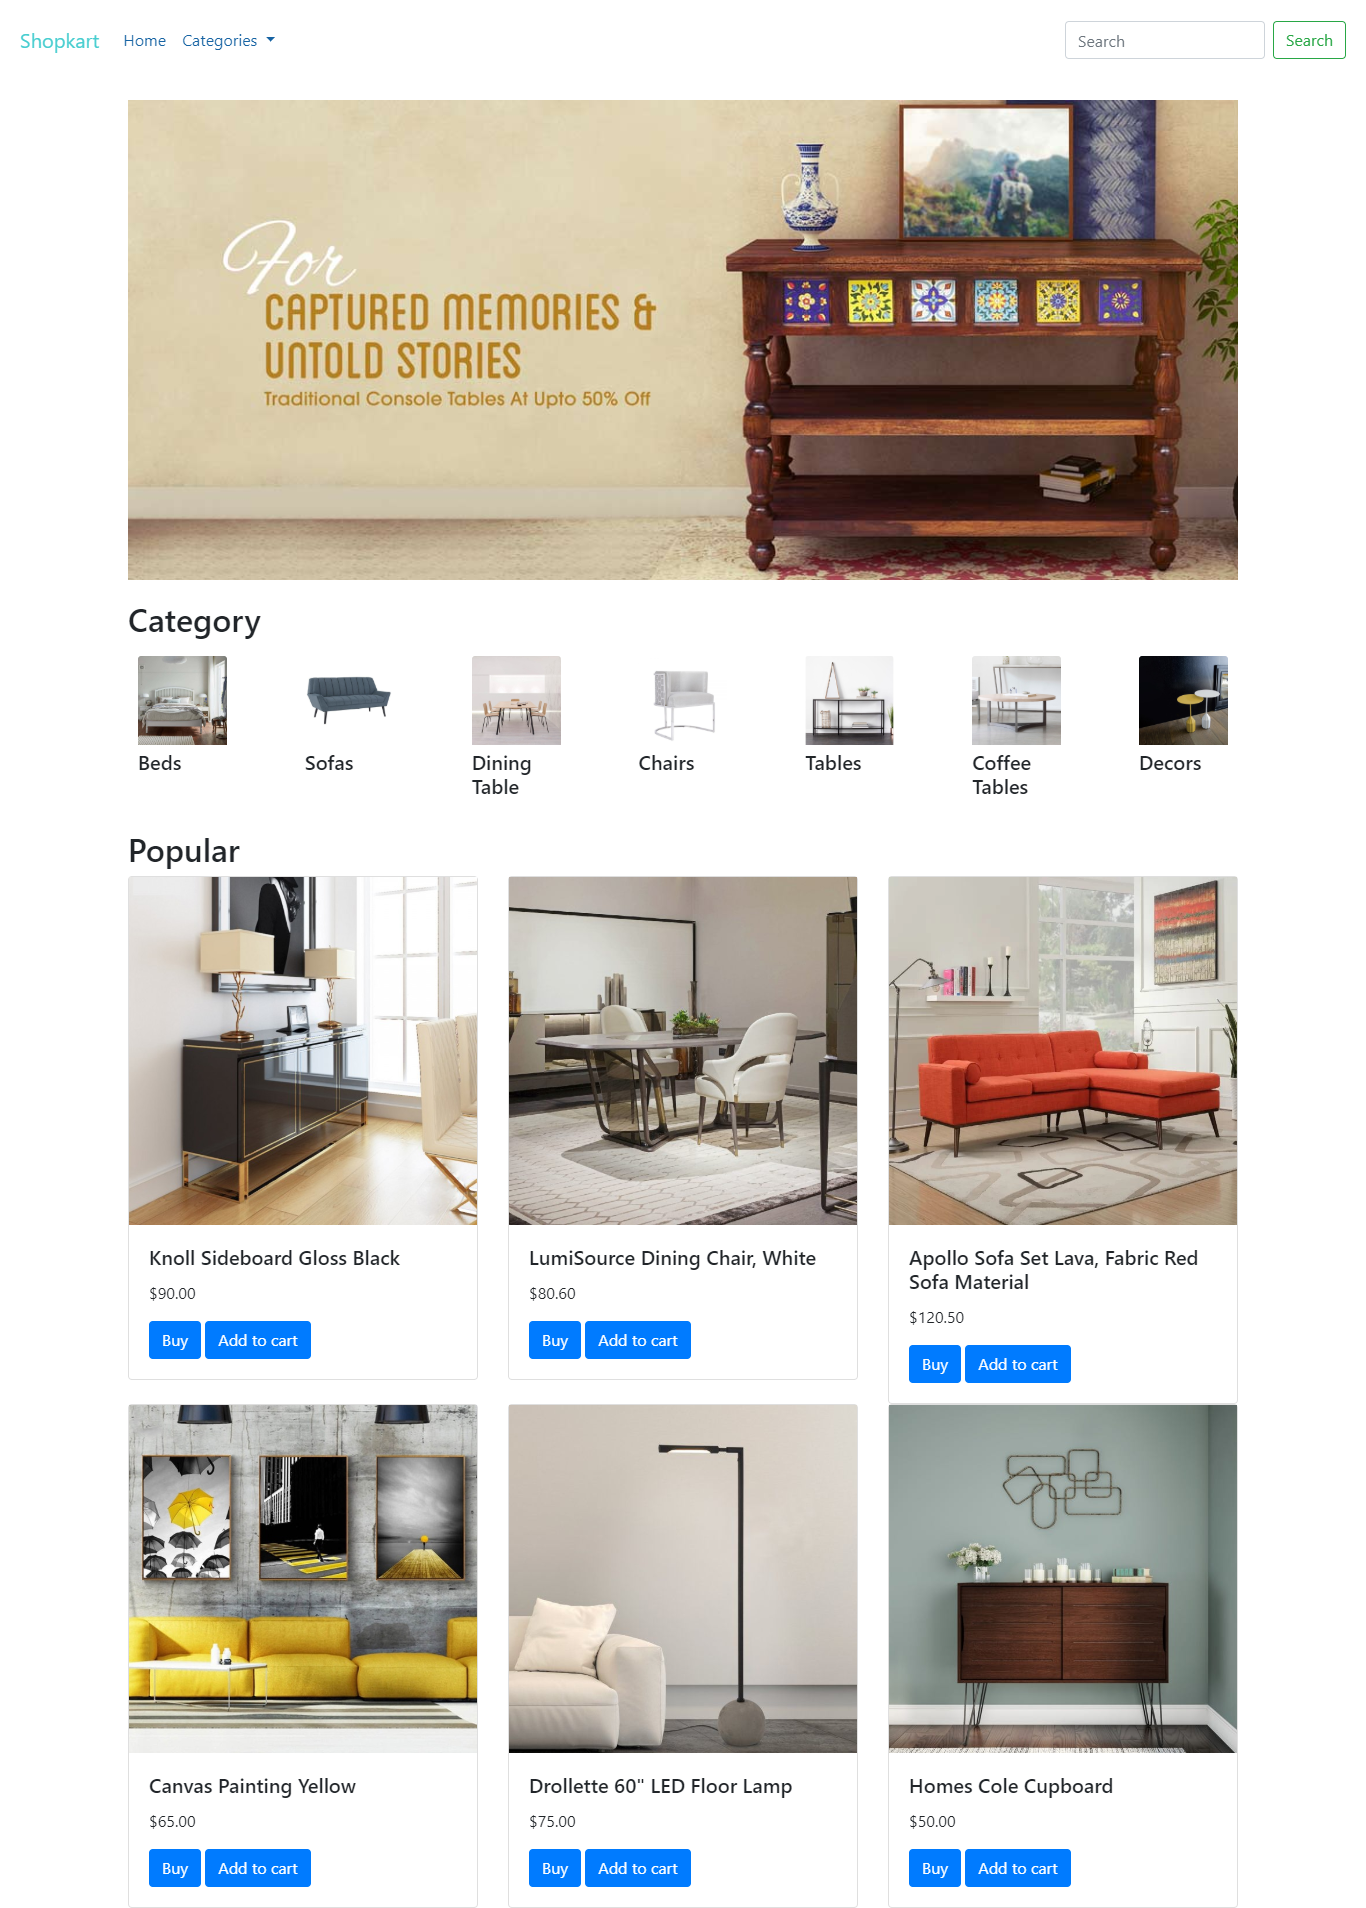 Shopkart
Home
Categories
Search
Search
For
CAPTURED MEMORIES &
UNTOLD STORIES
Traditional Console Tables At Upto 50% Off
Category
Beds
Sofas
Dining
Table
Chairs
Tables
Coffee
Tables
Decors
Popular
Knoll Sideboard Gloss Black
$90.00
Buy
Add to cart
LumiSource Dining Chair, White
$80.60
Buy
Add to cart
Apollo Sofa Set Lava, Fabric Red
Sofa Material
$120.50
Buy
Add to cart
Canvas Painting Yellow
$65.00
Buy
Add to cart
Drollette 60" LED Floor Lamp
$75.00
Buy
Add to cart
Homes Cole Cupboard
$50.00
Buy
Add to cart